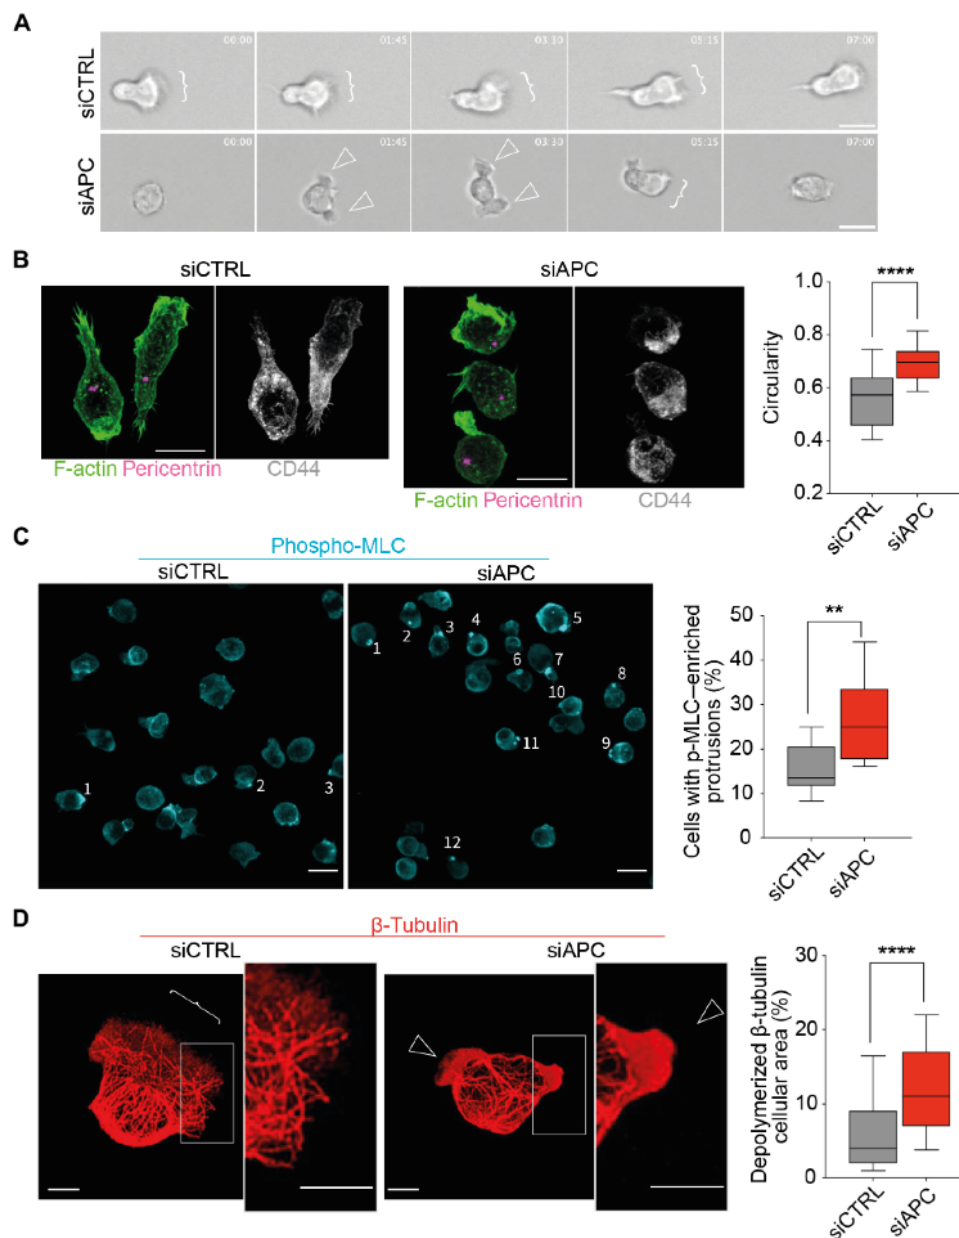 A
siCTRL
00:00 01:45 03:30 05:15 07:00
siAPC
00:00 01:45 03:30 05:15 07:00
B
siCTRL siAPC
F-actin Pericentrin CD44
F-actin Pericentrin CD44
Circularity
****
1.0
0.8
0.6
0.4
0.2
siCTRL siAPC
C
Phospho-MLC
siCTRL siAPC
1 2 3
1 2 3 4 5 6 7 8 9 10 11 12
Cells with p-MLC–enriched
protrusions (%)
**
50
40
30
20
10
0
siCTRL siAPC
D
β-Tubulin
siCTRL siAPC
Depolymerized β-tubulin
cellular area (%)
****
30
20
10
0
siCTRL siAPC